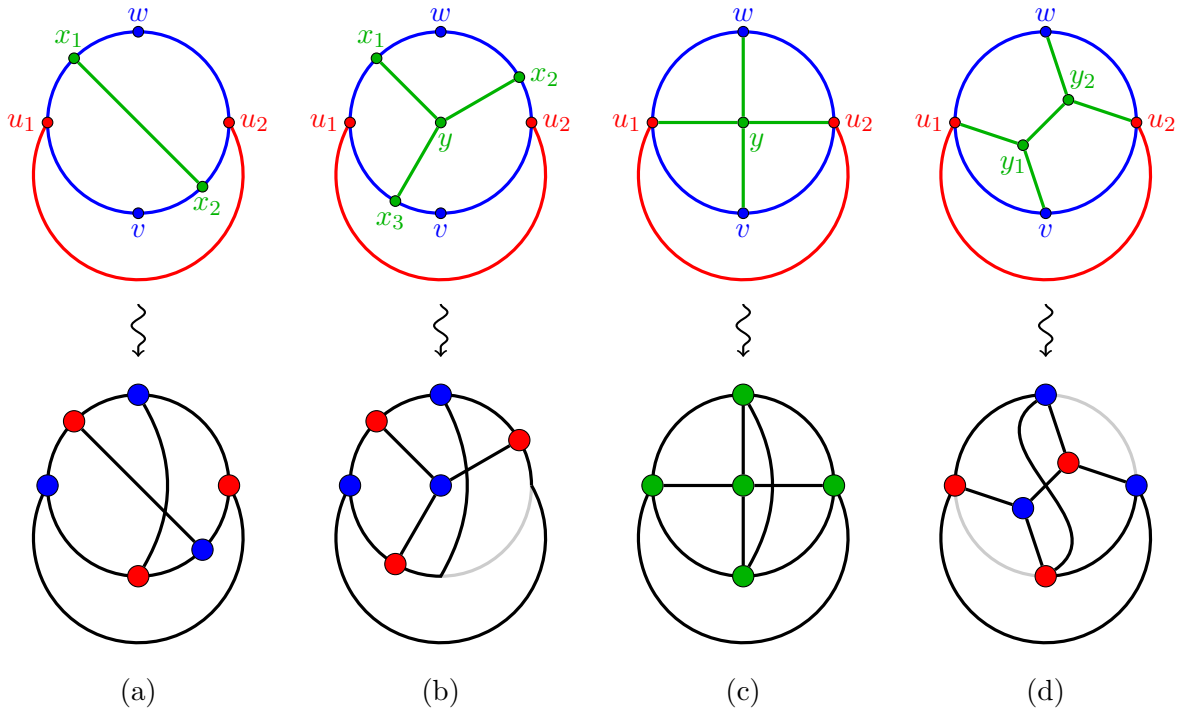 w w w w
x₁ x₁ x₂ y₂
u₁ u₂ u₁ y u₂ u₁ y u₂ u₁ y₁ u₂
x₂ x₃
v v v v
(a) (b) (c) (d)